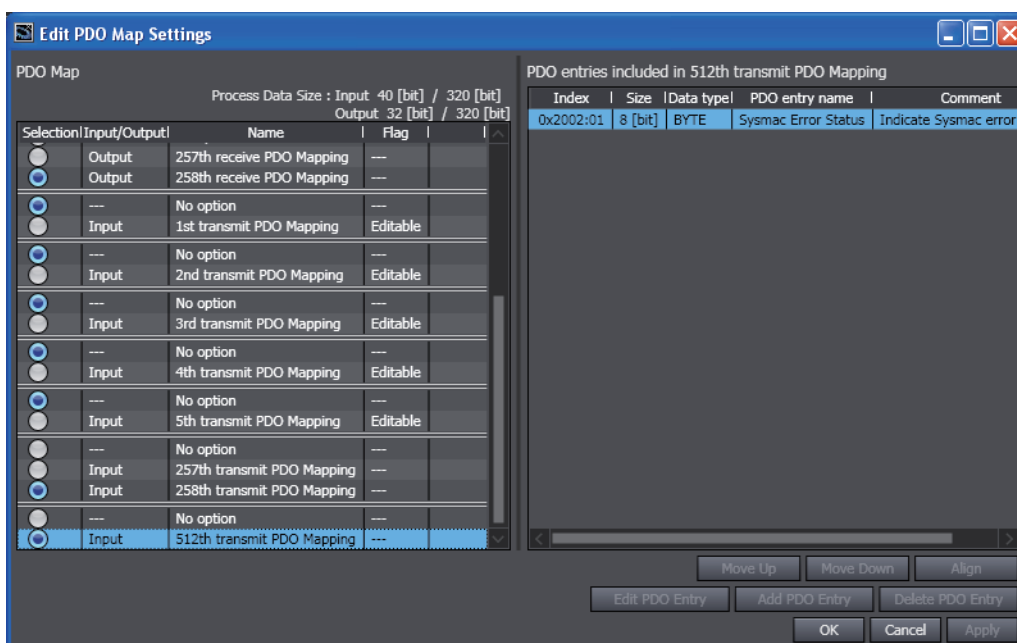 Edit PDO Map Settings
PDO Map
Process Data Size : Input 40 [bit] / 320 [bit]
Output 32 [bit] / 320 [bit]
Selection Input/Output Name Flag
Output 257th receive PDO Mapping ---
Output 258th receive PDO Mapping ---
--- No option ---
Input 1st transmit PDO Mapping Editable
--- No option ---
Input 2nd transmit PDO Mapping Editable
--- No option ---
Input 3rd transmit PDO Mapping Editable
--- No option ---
Input 4th transmit PDO Mapping Editable
--- No option ---
Input 5th transmit PDO Mapping Editable
--- No option ---
Input 257th transmit PDO Mapping ---
Input 258th transmit PDO Mapping ---
--- No option ---
Input 512th transmit PDO Mapping ---
PDO entries included in 512th transmit PDO Mapping
Index Size Data type PDO entry name Comment
0x2002:01 8 [bit] BYTE Sysmac Error Status Indicate Sysmac error
Move Up Move Down Align
Edit PDO Entry Add PDO Entry Delete PDO Entry
OK Cancel Apply